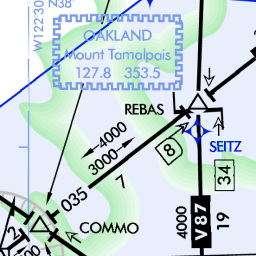 N38°
W122°30'
OAKLAND
Mount Tamalpais
127.8 353.5
REBAS
4000
3000
SEITZ
8
7
34
035
COMMO
4000
V87
19
2